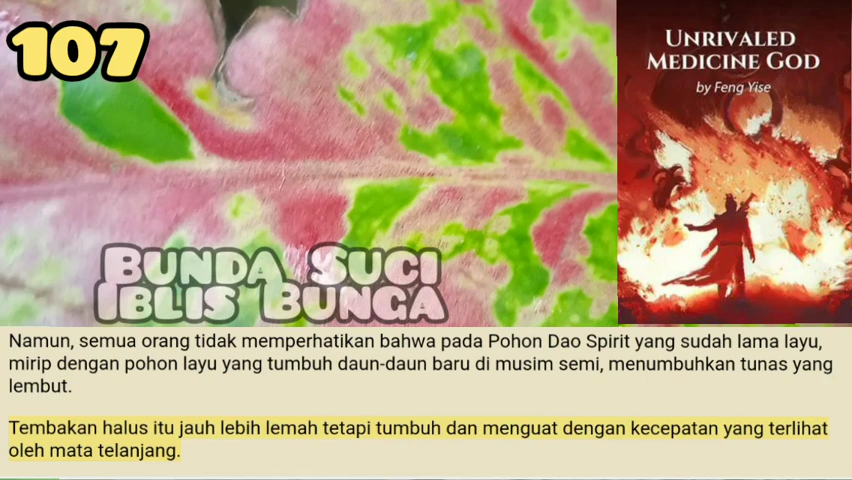 107
UNRIVALED
MEDICINE GOD
by Feng Yise
BUNDA SUCI
IBLIS BUNGA
Namun, semua orang tidak memperhatikan bahwa pada Pohon Dao Spirit yang sudah lama layu,
mirip dengan pohon layu yang tumbuh daun-daun baru di musim semi, menumbuhkan tunas yang
lembut.
Tembakan halus itu jauh lebih lemah tetapi tumbuh dan menguat dengan kecepatan yang terlihat
oleh mata telanjang.